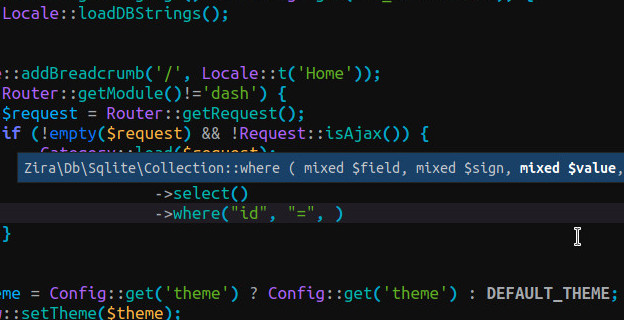 Locale::loadDBStrings();
::addBreadcrumb('/', Locale::t('Home'));
Router::getModule()!='dash') {
$request = Router::getRequest();
if (!empty($request) && !Request::isAjax()) {
Category::load($request);
Zira\Db\Sqlite\Collection::where ( mixed $field, mixed $sign, mixed $value,
->select()
->where("id", "=", )
}
eme = Config::get('theme') ? Config::get('theme') : DEFAULT_THEME;
::setTheme($theme);